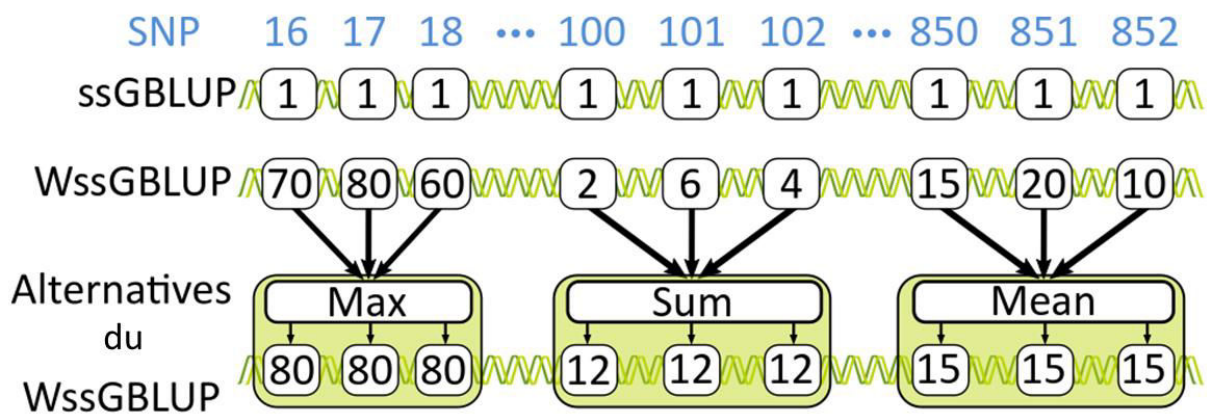 SNP 16 17 18 ••• 100 101 102 ••• 850 851 852
ssGBLUP 1 1 1 1 1 1 1 1 1
WssGBLUP 70 80 60 2 6 4 15 20 10
Alternatives
du
WssGBLUP
Max Sum Mean
80 80 80 12 12 12 15 15 15